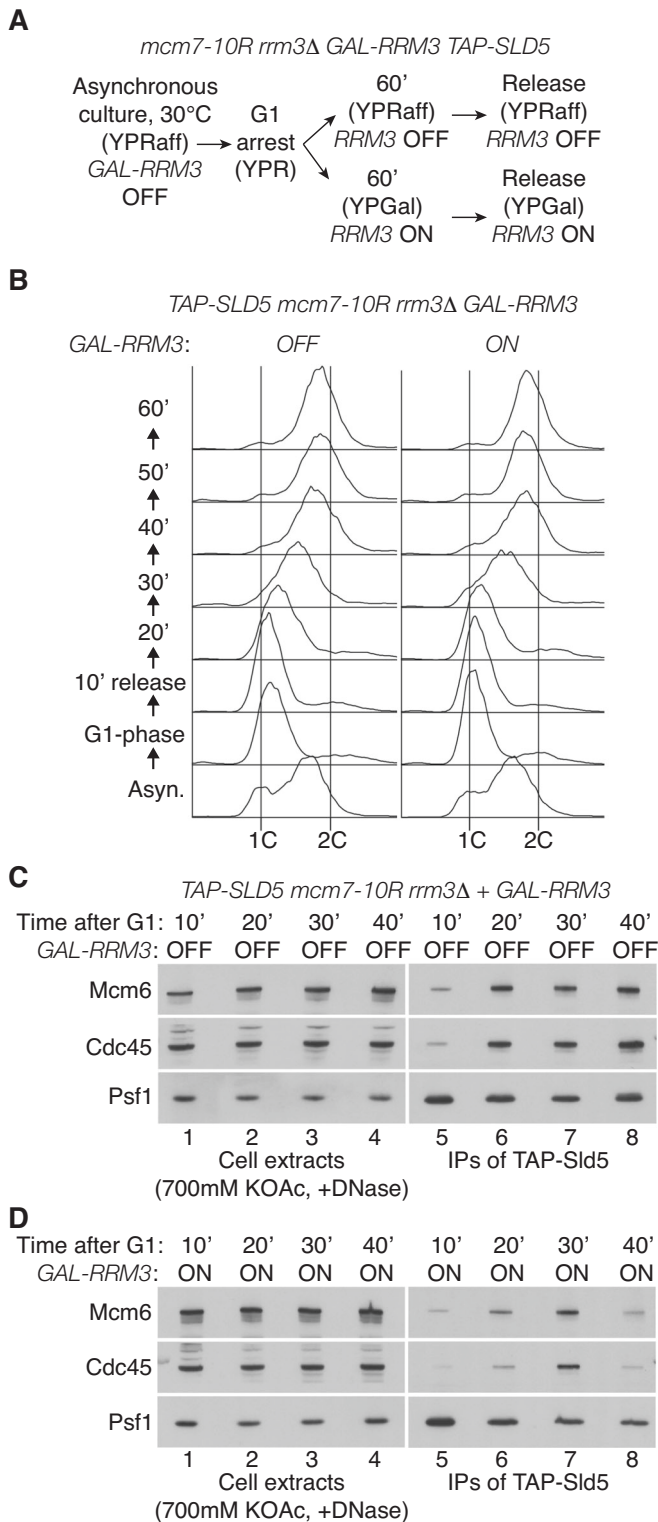 A
mcm7-10R rrm3Δ GAL-RRM3 TAP-SLD5
Asynchronous
culture, 30°C
(YPRaff)
GAL-RRM3
OFF
G1
arrest
(YPR)
60'
(YPRaff)
RRM3 OFF
Release
(YPRaff)
RRM3 OFF
60'
(YPGal)
RRM3 ON
Release
(YPGal)
RRM3 ON
B
TAP-SLD5 mcm7-10R rrm3Δ GAL-RRM3
GAL-RRM3: OFF ON
60'
50'
40'
30'
20'
10' release
G1-phase
Asyn.
1C 2C 1C 2C
C
TAP-SLD5 mcm7-10R rrm3Δ + GAL-RRM3
Time after G1: 10' 20' 30' 40' 10' 20' 30' 40'
GAL-RRM3: OFF OFF OFF OFF OFF OFF OFF OFF
Mcm6
Cdc45
Psf1
1 2 3 4 5 6 7 8
Cell extracts IPs of TAP-Sld5
(700mM KOAc, +DNase)
D
Time after G1: 10' 20' 30' 40' 10' 20' 30' 40'
GAL-RRM3: ON ON ON ON ON ON ON ON
Mcm6
Cdc45
Psf1
1 2 3 4 5 6 7 8
Cell extracts IPs of TAP-Sld5
(700mM KOAc, +DNase)